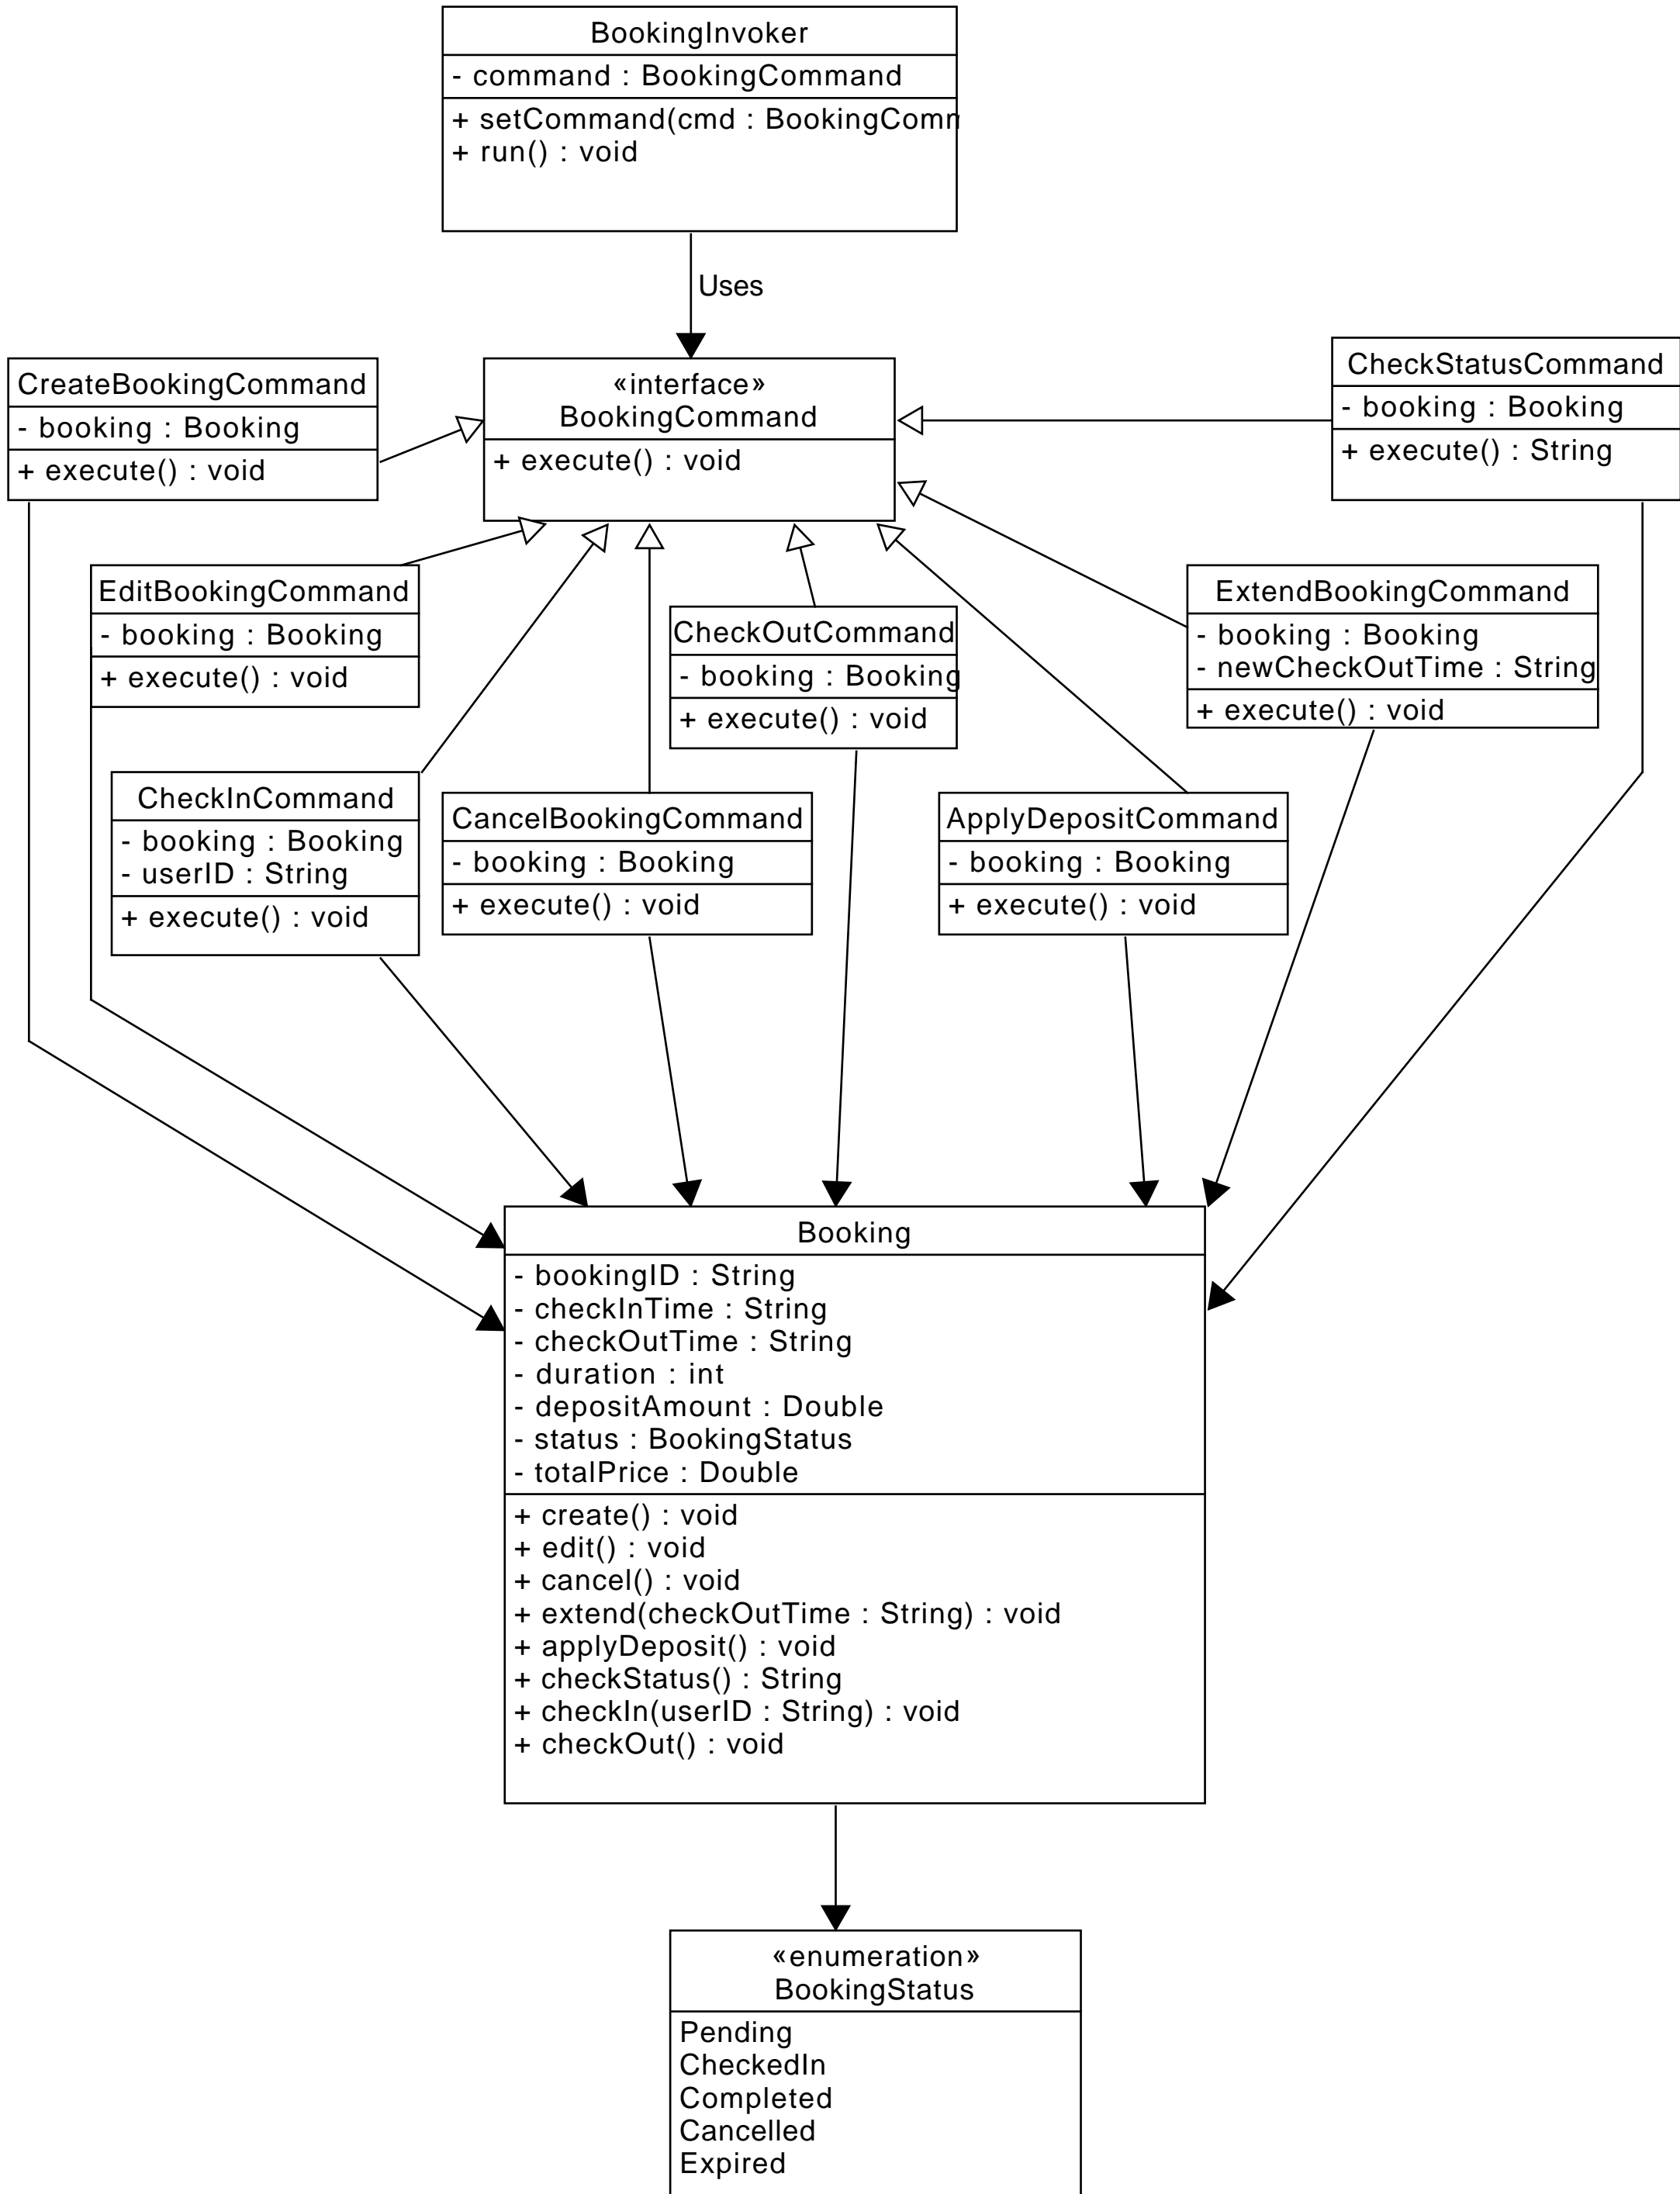 BookingInvoker
- command : BookingCommand
+ setCommand(cmd : BookingComm
+ run() : void
Uses
CreateBookingCommand
- booking : Booking
+ execute() : void
«interface»
BookingCommand
+ execute() : void
CheckStatusCommand
- booking : Booking
+ execute() : String
EditBookingCommand
- booking : Booking
+ execute() : void
CheckOutCommand
- booking : Booking
+ execute() : void
ExtendBookingCommand
- booking : Booking
- newCheckOutTime : String
+ execute() : void
CheckInCommand
- booking : Booking
- userID : String
+ execute() : void
CancelBookingCommand
- booking : Booking
+ execute() : void
ApplyDepositCommand
- booking : Booking
+ execute() : void
Booking
- bookingID : String
- checkInTime : String
- checkOutTime : String
- duration : int
- depositAmount : Double
- status : BookingStatus
- totalPrice : Double
+ create() : void
+ edit() : void
+ cancel() : void
+ extend(checkOutTime : String) : void
+ applyDeposit() : void
+ checkStatus() : String
+ checkIn(userID : String) : void
+ checkOut() : void
«enumeration»
BookingStatus
Pending
CheckedIn
Completed
Cancelled
Expired